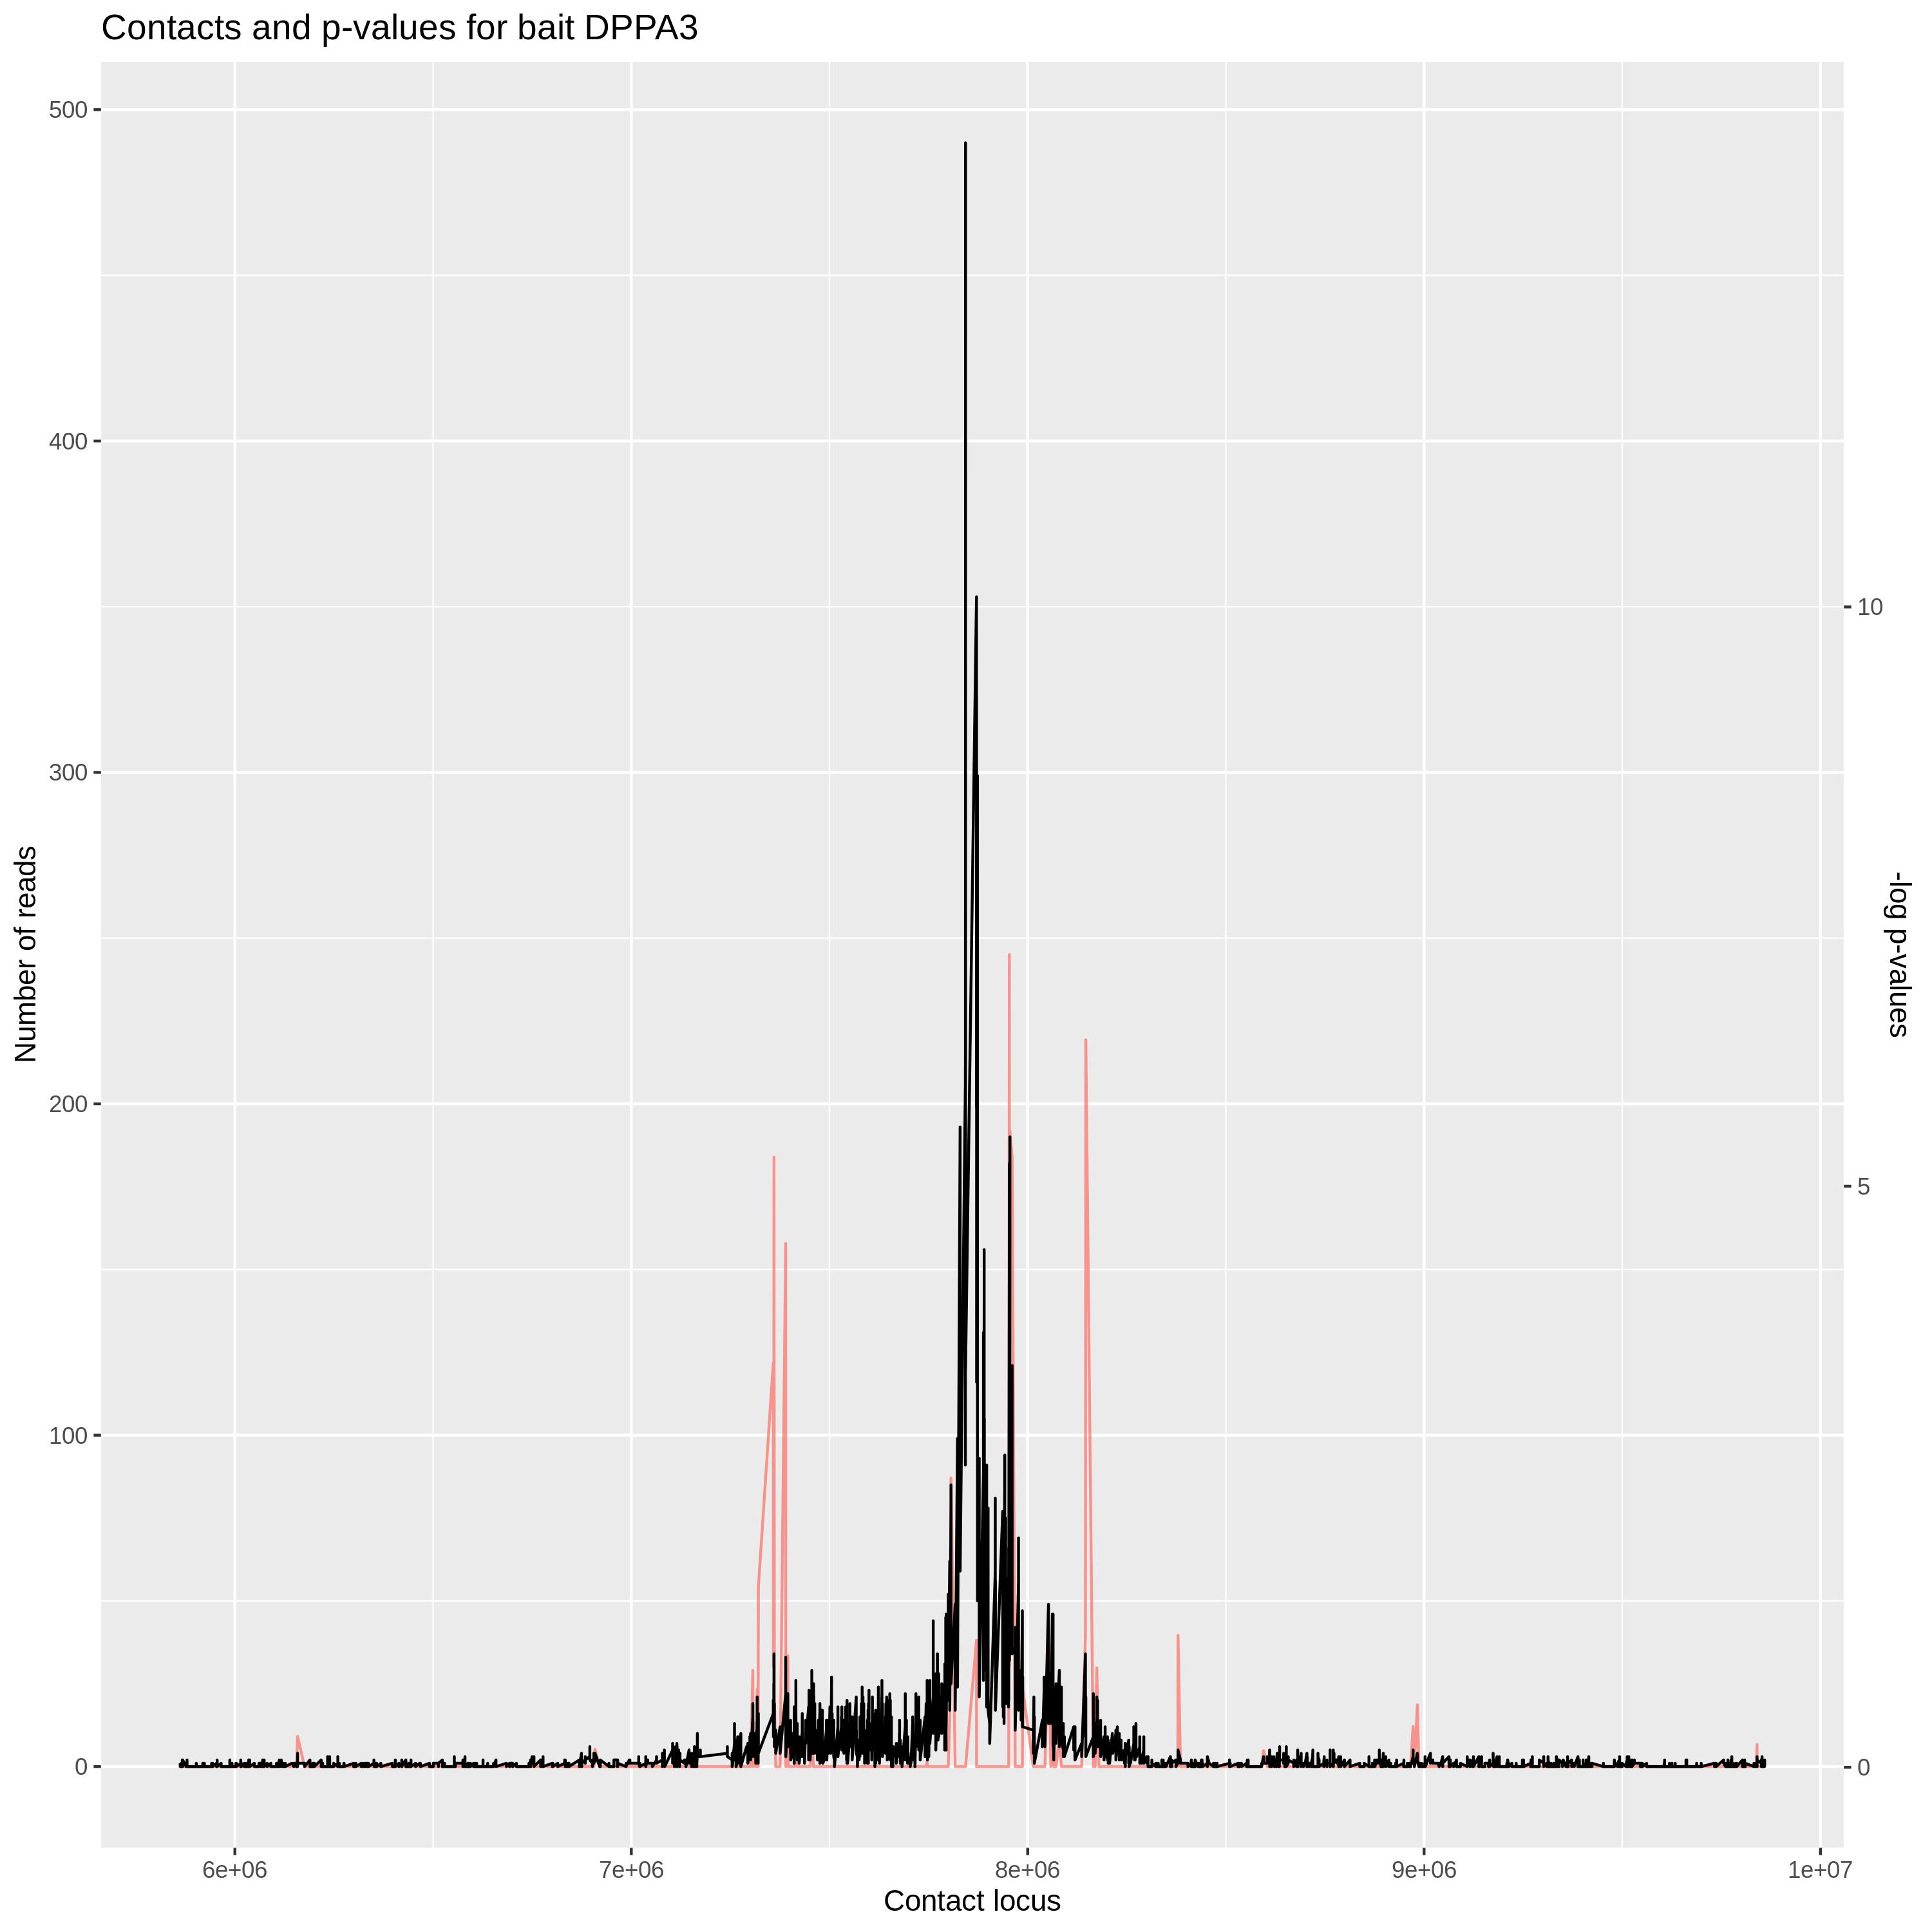 Contacts and p-values for bait DPPA3
500
400
300
200
100
0
Number of reads
10
5
0
-log p-values
6e+06
7e+06
8e+06
9e+06
1e+07
Contact locus